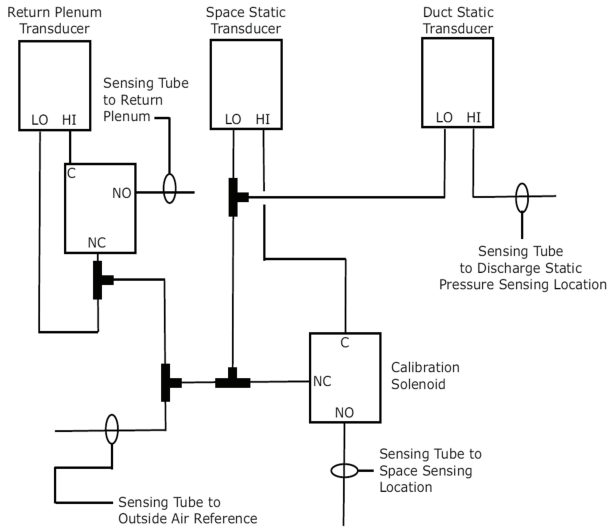 Return Plenum
Transducer
Space Static
Transducer
Duct Static
Transducer
Sensing Tube
to Return
Plenum
LO HI
LO HI
LO HI
C
NO
NC
Sensing Tube
to Discharge Static
Pressure Sensing Location
C
NC
NO
Calibration
Solenoid
Sensing Tube to
Space Sensing
Location
Sensing Tube to
Outside Air Reference